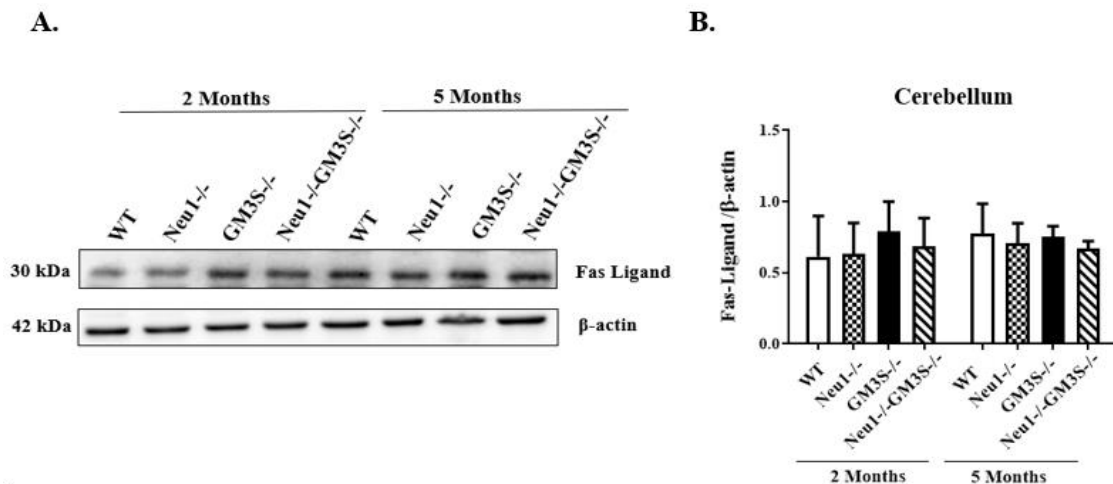 A.
2 Months
5 Months
WT
Neu1-/-
GM3S-/-
Neu1-/-GM3S-/-
WT
Neu1-/-
GM3S-/-
Neu1-/-GM3S-/-
30 kDa
Fas Ligand
42 kDa
β-actin
B.
Cerebellum
Fas-Ligand /β-actin
1.5
1.0
0.5
0.0
WT
Neu1-/-
GM3S-/-
Neu1-/-GM3S-/-
WT
Neu1-/-
GM3S-/-
Neu1-/-GM3S-/-
2 Months
5 Months